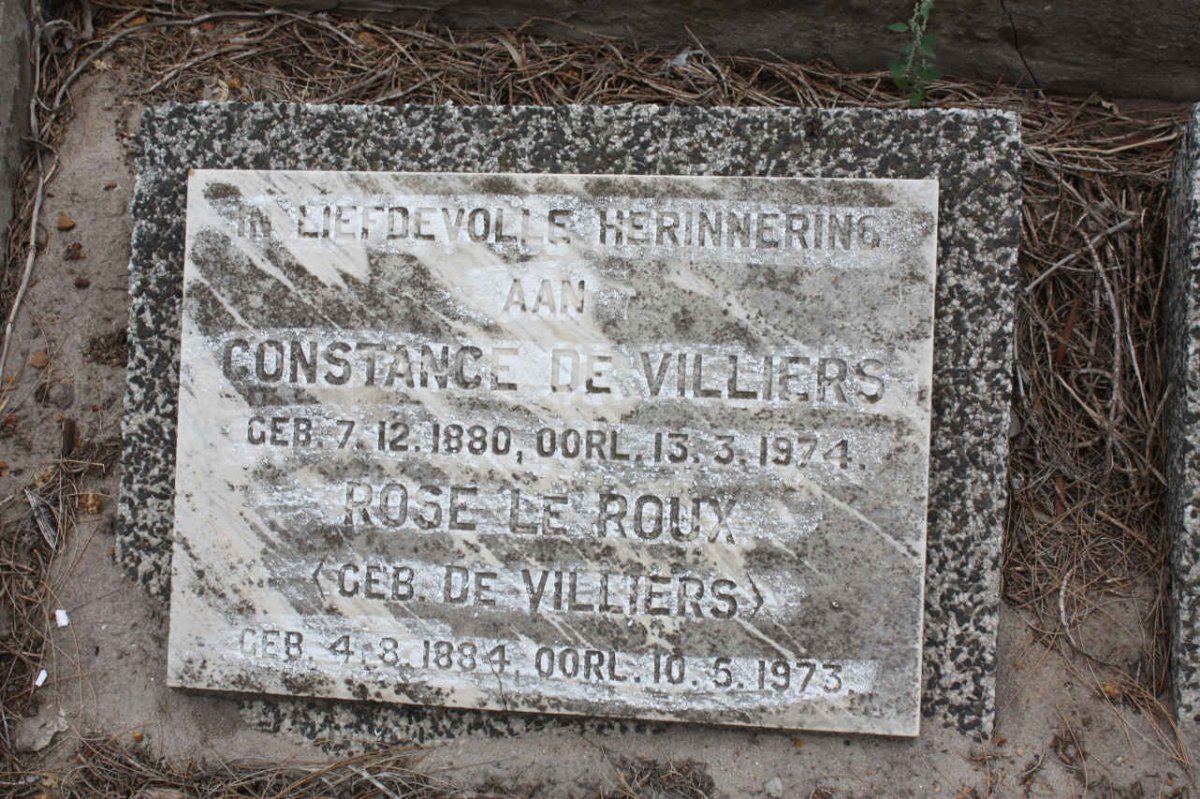 IN LIEFDEVOLLE HERINNERING
AAN
CONSTANCE DE VILLIERS
GEB. 7. 12. 1880, OORL. 13. 3. 1974.
ROSE LE ROUX
(GEB. DE VILLIERS)
GEB. 4. 8. 1884, OORL. 10. 5. 1973.